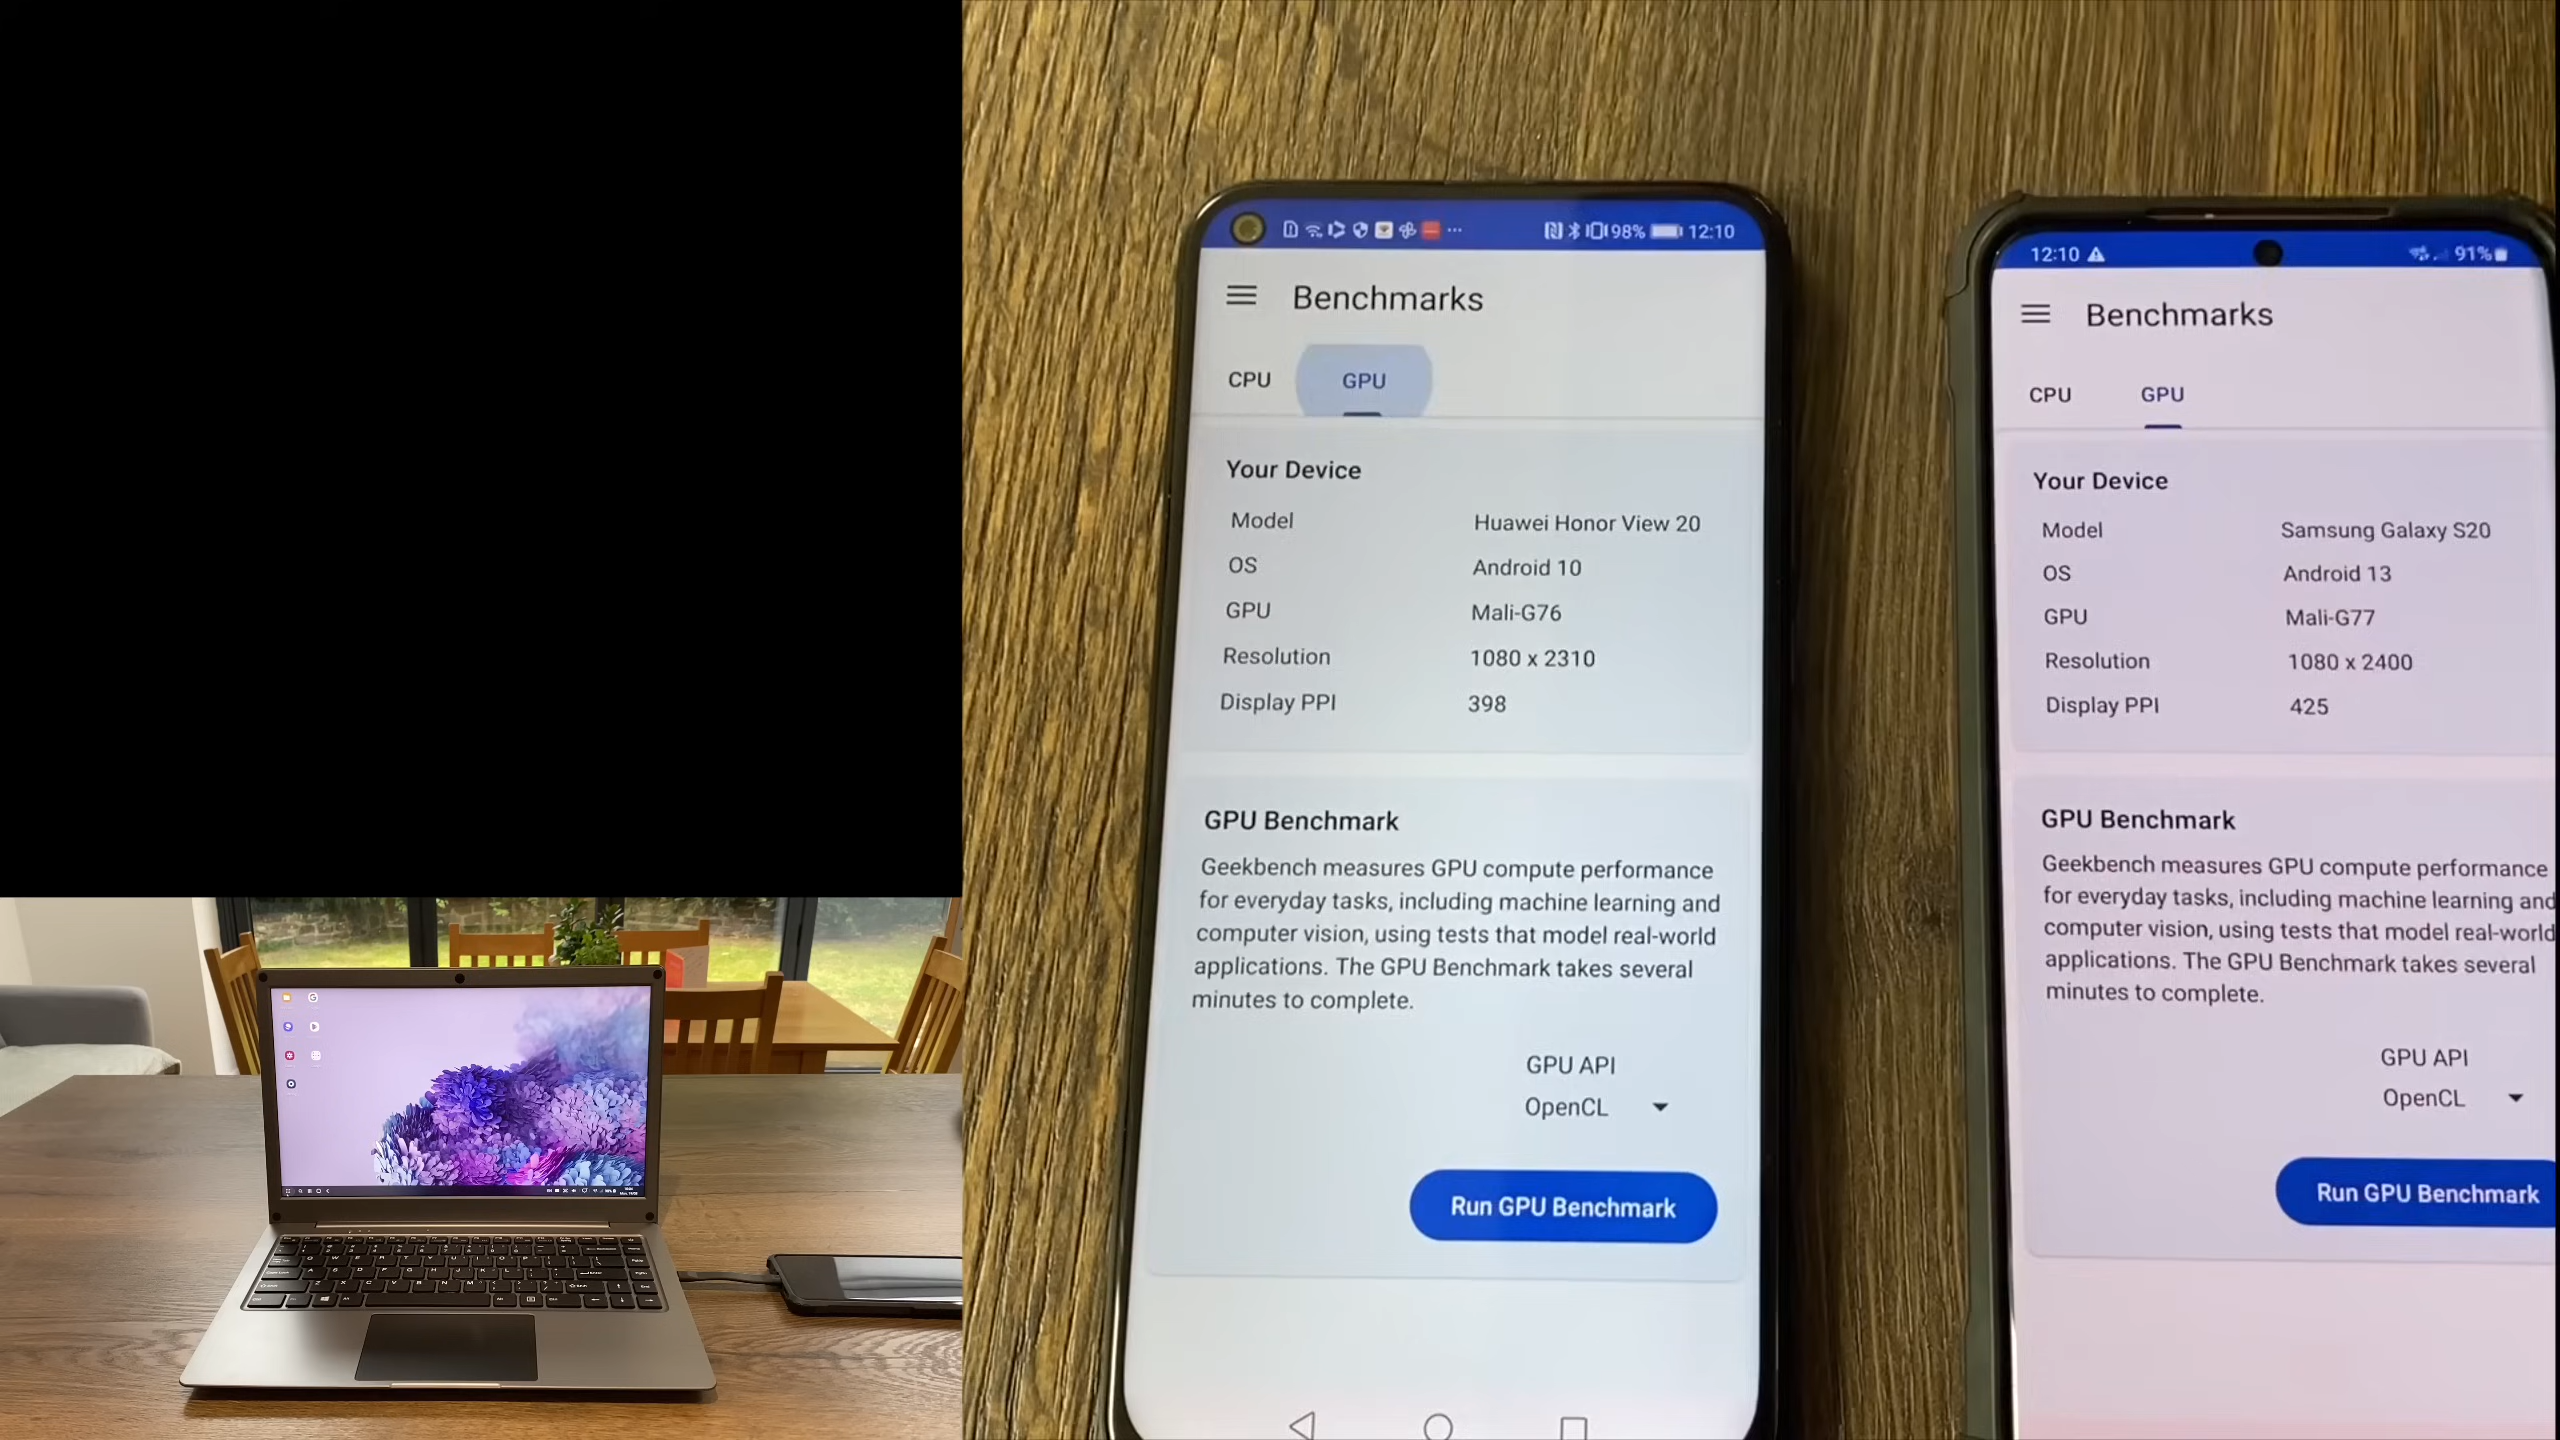 98% 12:10
Benchmarks
CPU GPU
Your Device
Model Huawei Honor View 20
OS Android 10
GPU Mali-G76
Resolution 1080 x 2310
Display PPI 398
GPU Benchmark
Geekbench measures GPU compute performance
for everyday tasks, including machine learning and
computer vision, using tests that model real-world
applications. The GPU Benchmark takes several
minutes to complete.
GPU API
OpenCL
Run GPU Benchmark
12:10 91%
Benchmarks
CPU GPU
Your Device
Model Samsung Galaxy S20
OS Android 13
GPU Mali-G77
Resolution 1080 x 2400
Display PPI 425
GPU Benchmark
Geekbench measures GPU compute performance
for everyday tasks, including machine learning and
computer vision, using tests that model real-world
applications. The GPU Benchmark takes several
minutes to complete.
GPU API
OpenCL
Run GPU Benchmark